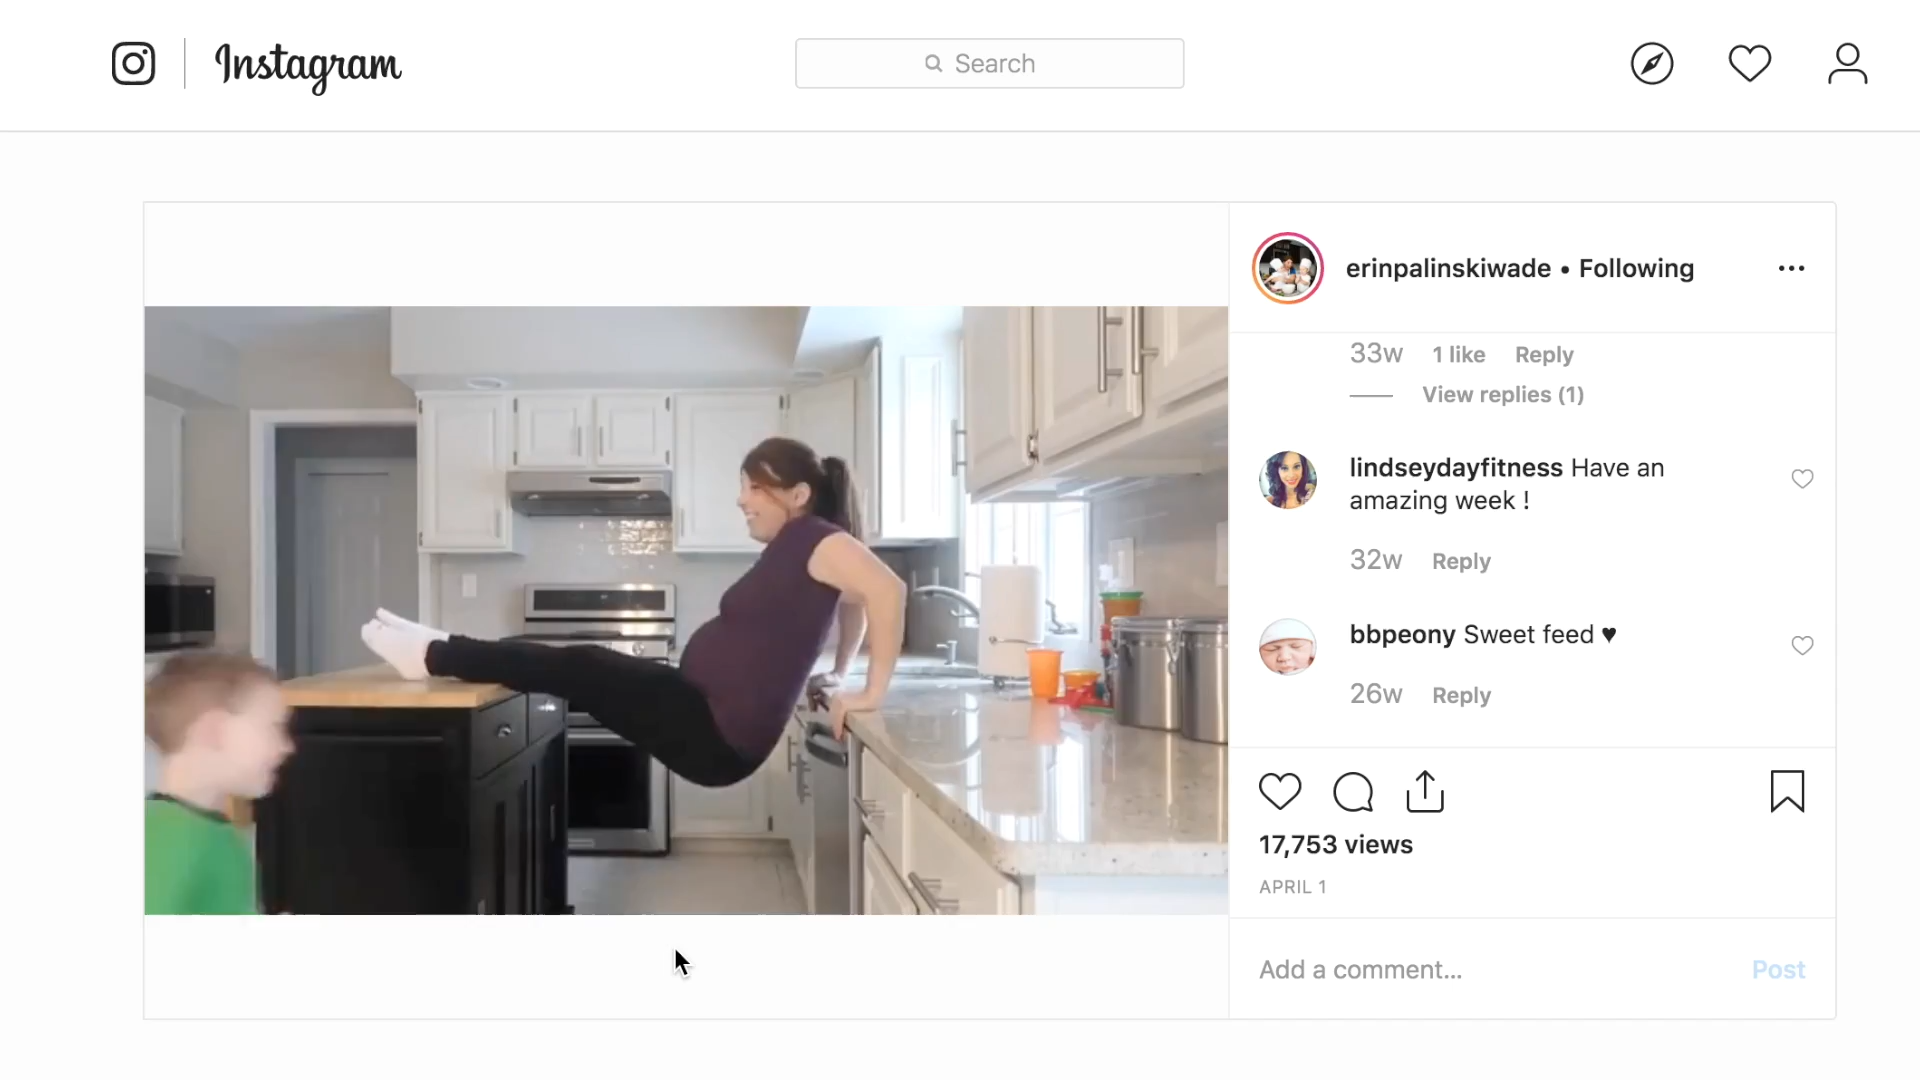 Instagram
Search
erinpalinskiwade • Following
33w 1 like Reply
View replies (1)
lindseydayfitness Have an
amazing week !
32w Reply
bbpeony Sweet feed ♥
26w Reply
17,753 views
APRIL 1
Add a comment... Post